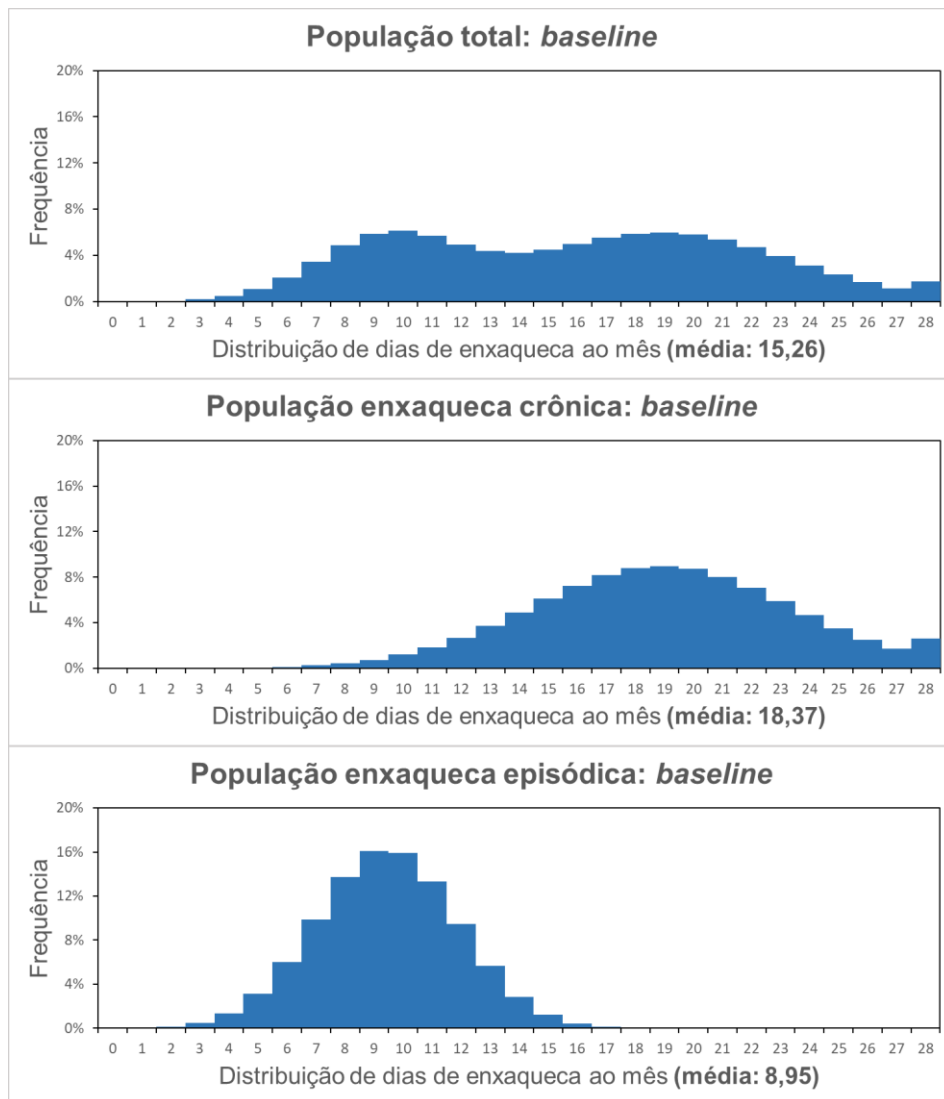 População total: baseline
20%
16%
12%
8%
4%
0%
Frequência
0 1 2 3 4 5 6 7 8 9 10 11 12 13 14 15 16 17 18 19 20 21 22 23 24 25 26 27 28
Distribuição de dias de enxaqueca ao mês (média: 15,26)
População enxaqueca crônica: baseline
20%
16%
12%
8%
4%
0%
Frequência
0 1 2 3 4 5 6 7 8 9 10 11 12 13 14 15 16 17 18 19 20 21 22 23 24 25 26 27 28
Distribuição de dias de enxaqueca ao mês (média: 18,37)
População enxaqueca episódica: baseline
20%
16%
12%
8%
4%
0%
Frequência
0 1 2 3 4 5 6 7 8 9 10 11 12 13 14 15 16 17 18 19 20 21 22 23 24 25 26 27 28
Distribuição de dias de enxaqueca ao mês (média: 8,95)